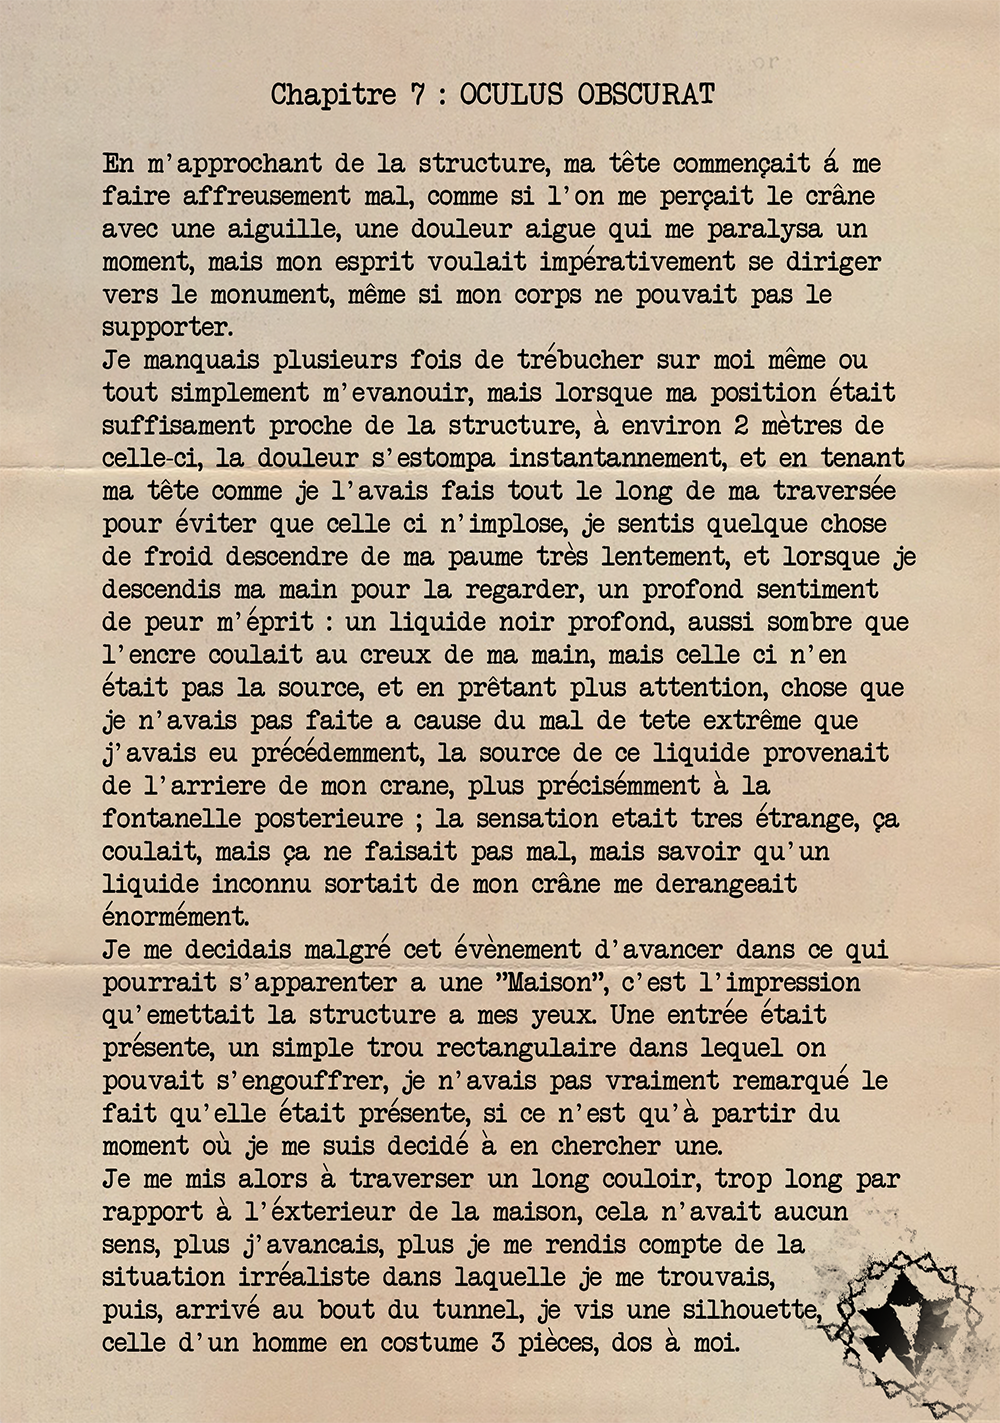 Chapitre 7 : OCULUS OBSCURAT
En m'approchant de la structure, ma tête commençait á me
faire affreusement mal, comme si l'on me perçait le crâne
avec une aiguille, une douleur aigue qui me paralysa un
moment, mais mon esprit voulait impérativement se diriger
vers le monument, même si mon corps ne pouvait pas le
supporter.
Je manquais plusieurs fois de trébucher sur moi même ou
tout simplement m'evanouir, mais lorsque ma position était
suffisament proche de la structure, à environ 2 mètres de
celle-ci, la douleur s'estompa instantannement, et en tenant
ma tête comme je l'avais fais tout le long de ma traversée
pour éviter que celle ci n'implose, je sentis quelque chose
de froid descendre de ma paume très lentement, et lorsque je
descendis ma main pour la regarder, un profond sentiment
de peur m'éprit : un liquide noir profond, aussi sombre que
l'encre coulait au creux de ma main, mais celle ci n'en
était pas la source, et en prêtant plus attention, chose que
je n'avais pas faite a cause du mal de tete extrême que
j'avais eu précédemment, la source de ce liquide provenait
de l'arriere de mon crane, plus précisémment à la
fontanelle posterieure ; la sensation etait tres étrange, ça
coulait, mais ça ne faisait pas mal, mais savoir qu'un
liquide inconnu sortait de mon crâne me derangeait
énormément.
Je me decidais malgré cet évènement d'avancer dans ce qui
pourrait s'apparenter a une ”Maison”, c'est l'impression
qu'emettait la structure a mes yeux. Une entrée était
présente, un simple trou rectangulaire dans lequel on
pouvait s'engouffrer, je n'avais pas vraiment remarqué le
fait qu'elle était présente, si ce n'est qu'à partir du
moment où je me suis decidé à en chercher une.
Je me mis alors à traverser un long couloir, trop long par
rapport à l'éxterieur de la maison, cela n'avait aucun
sens, plus j'avancais, plus je me rendis compte de la
situation irréaliste dans laquelle je me trouvais,
puis, arrivé au bout du tunnel, je vis une silhouette,
celle d'un homme en costume 3 pièces, dos à moi.